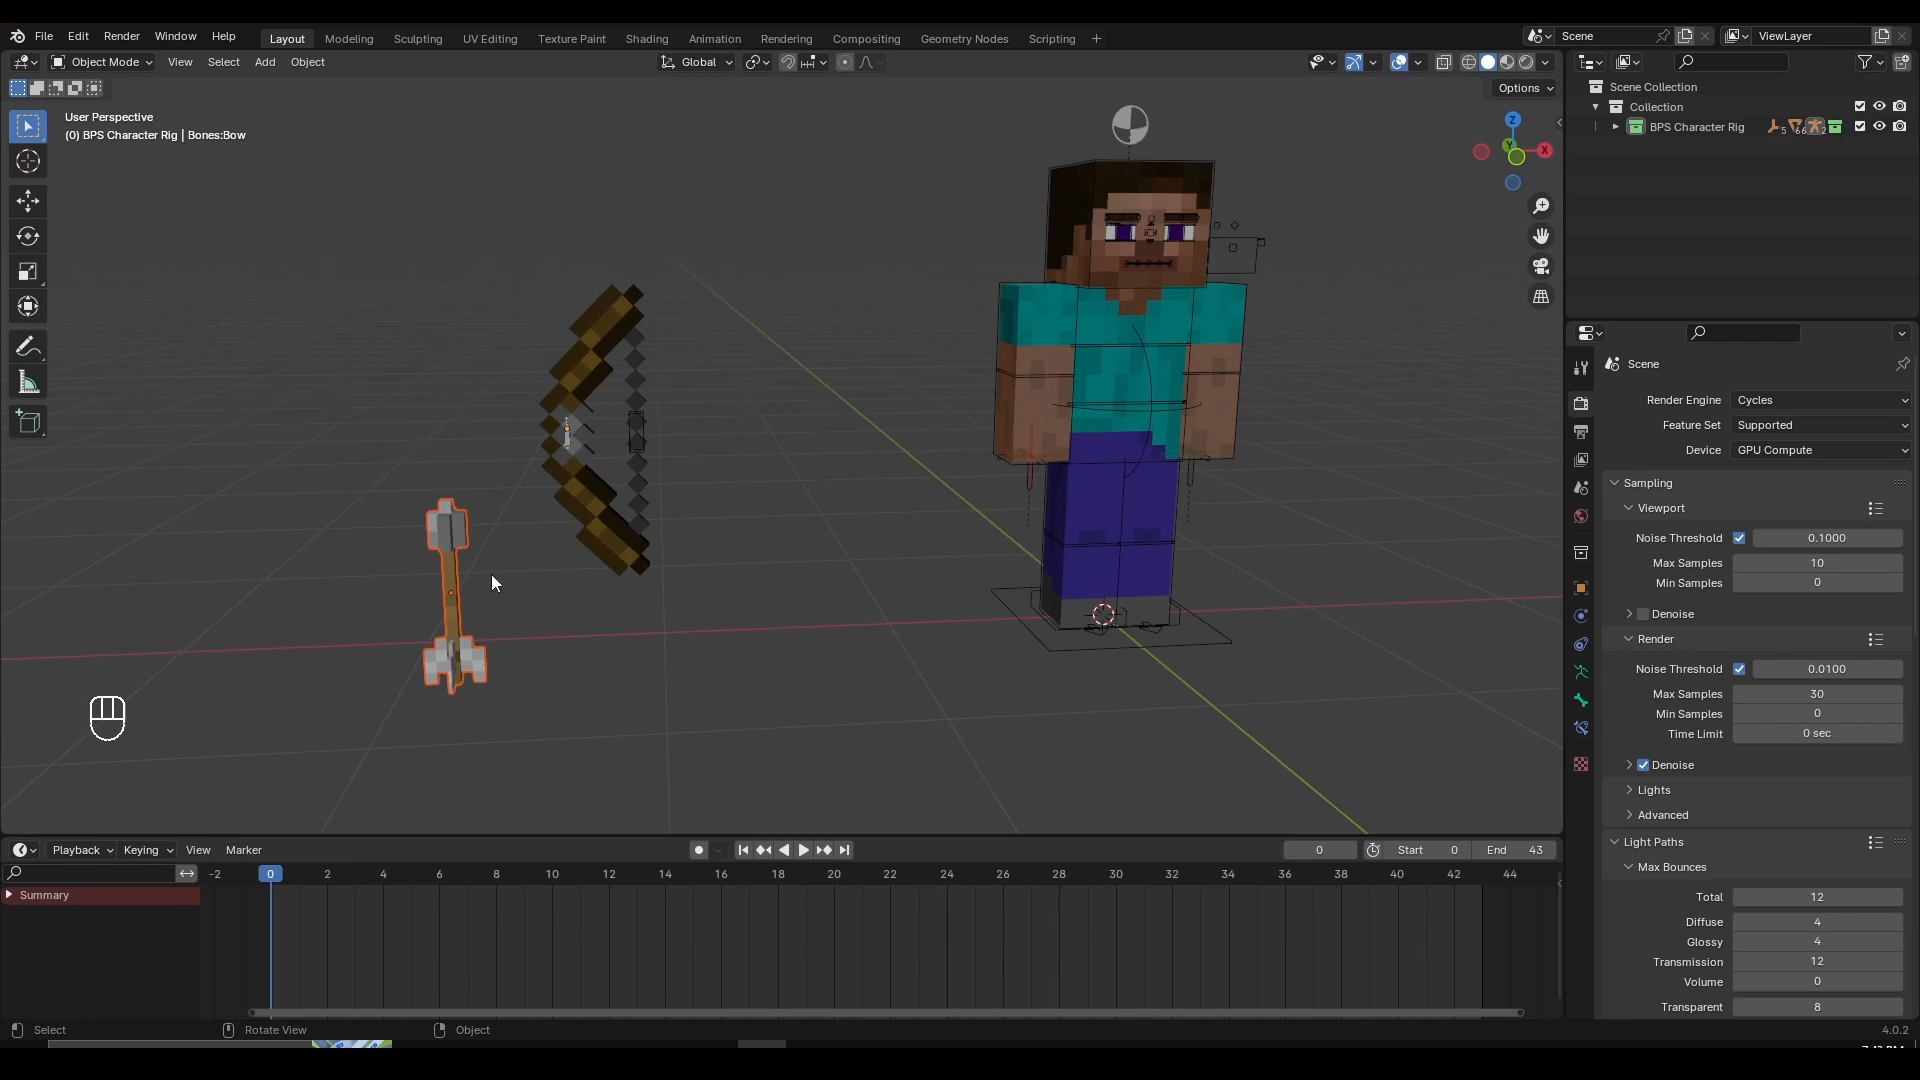 File Edit Render Window Help Layout Modeling Sculpting UV Editing Texture Paint Shading Animation Rendering Compositing Geometry Nodes Scripting + Scene ViewLayer
Object Mode View Select Add Object Global
Options
User Perspective
(0) BPS Character Rig | Bones:Bow
Z
Y
X
Scene Collection
Collection
BPS Character Rig 5 66 2
Scene
Render Engine Cycles
Feature Set Supported
Device GPU Compute
Sampling
Viewport
Noise Threshold 0.1000
Max Samples 10
Min Samples 0
Denoise
Render
Noise Threshold 0.0100
Max Samples 30
Min Samples 0
Time Limit 0 sec
Denoise
Lights
Advanced
Light Paths
Max Bounces
Total 12
Diffuse 4
Glossy 4
Transmission 12
Volume 0
Transparent 8
Playback Keying View Marker 0 Start 0 End 43
-2 0 2 4 6 8 10 12 14 16 18 20 22 24 26 28 30 32 34 36 38 40 42 44
Summary
Select Rotate View Object 4.0.2